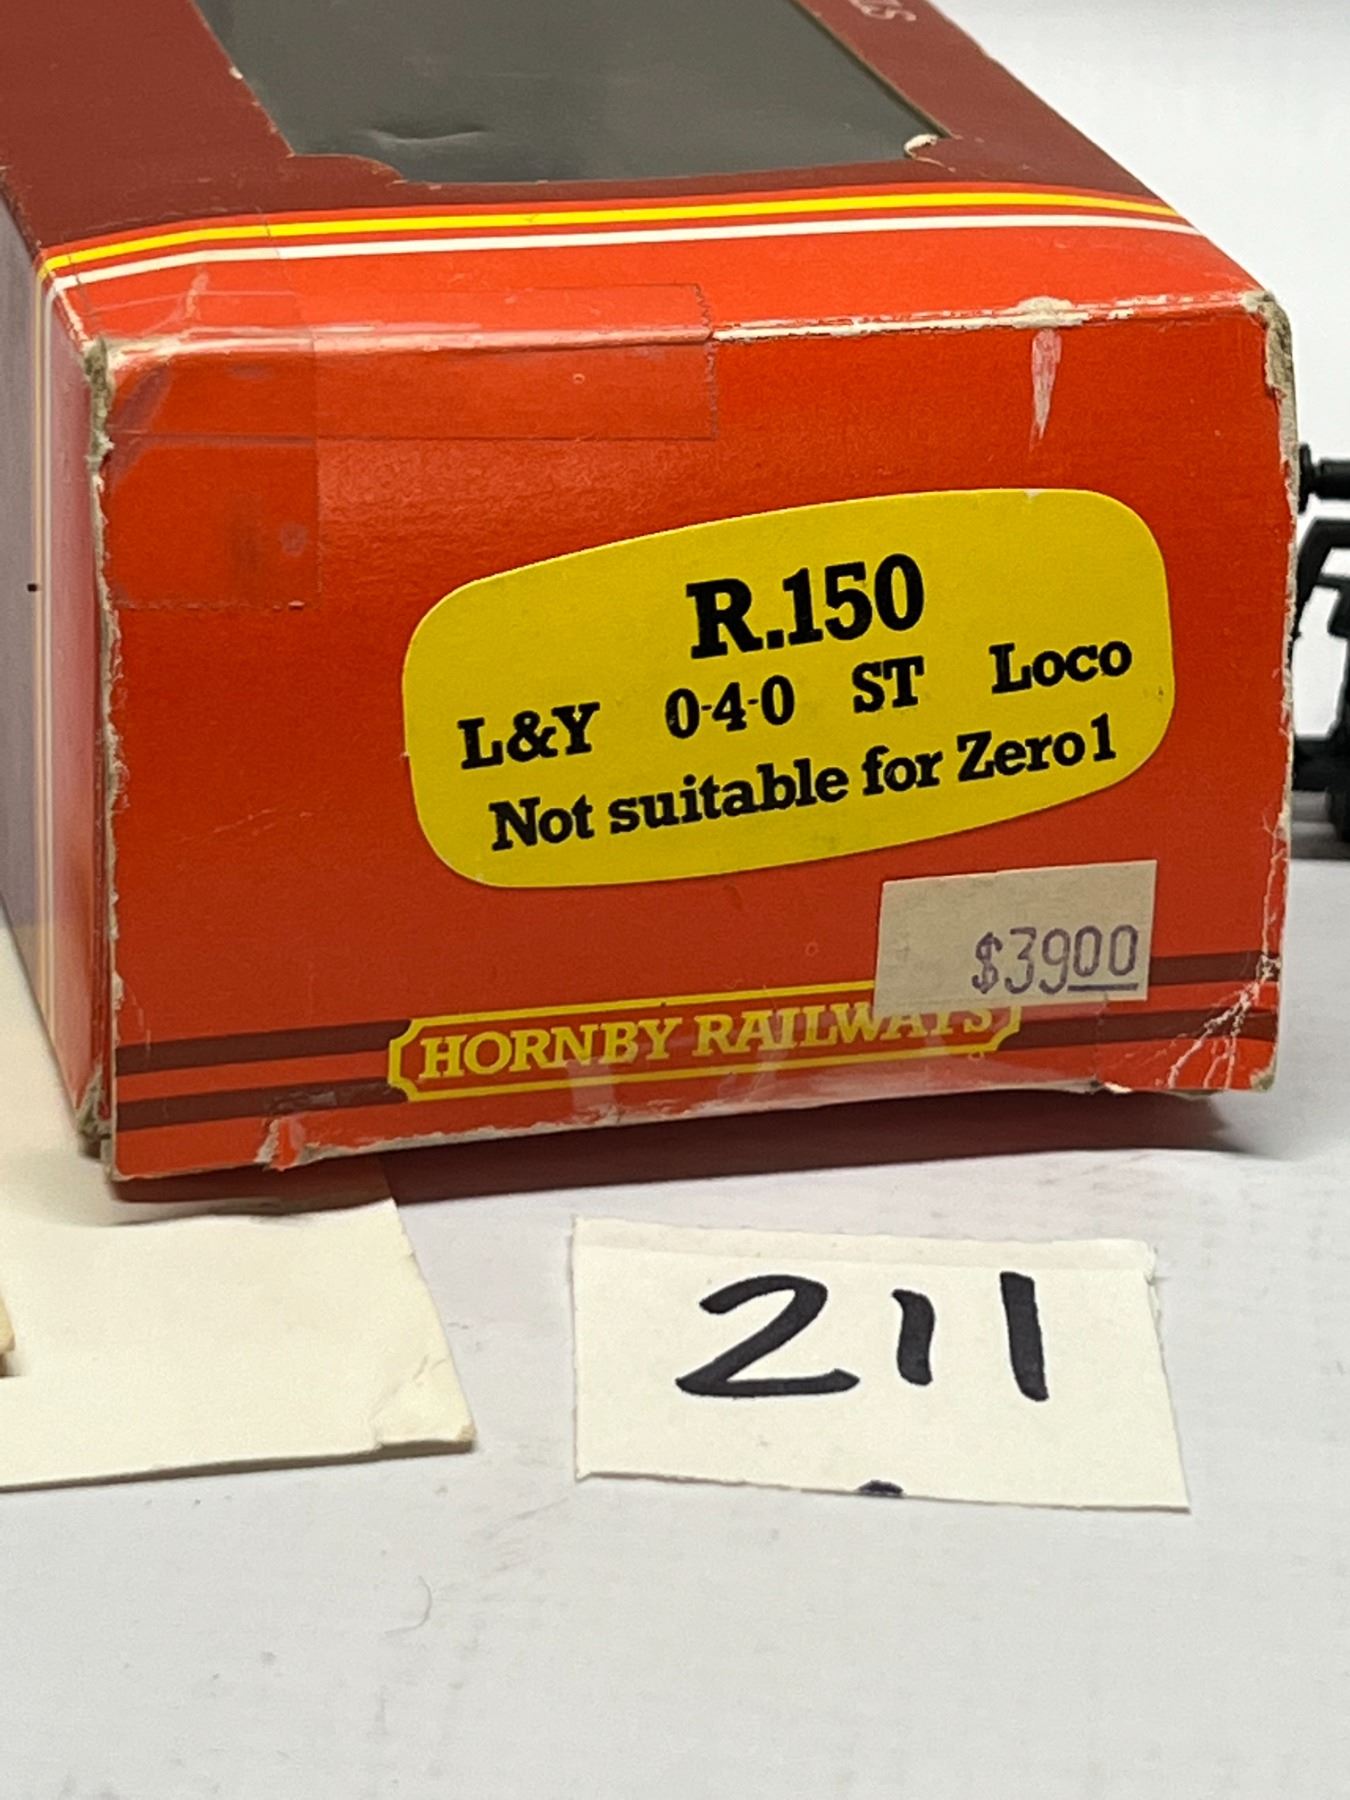 R.150
L&Y 0-4-0 ST Loco
Not suitable for Zero 1
$3900
HORNBY RAILWAYS
211